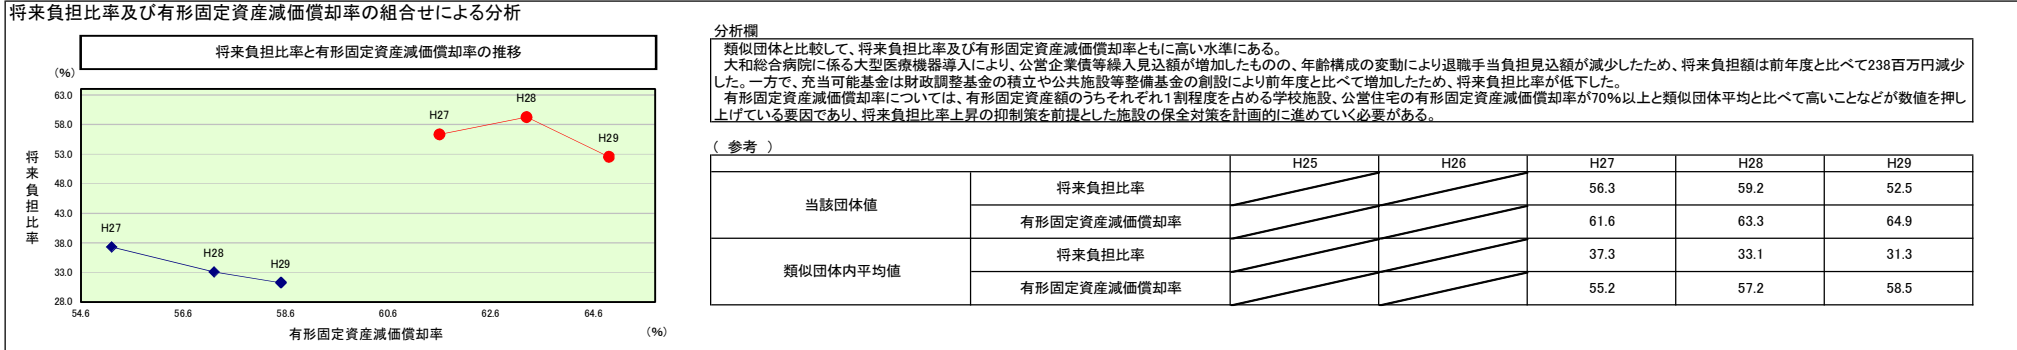 将来負担比率及び有形固定資産減価償却率の組合せによる分析
将来負担比率と有形固定資産減価償却率の推移
(%)
63.0
58.0
53.0
48.0
43.0
38.0
33.0
28.0
将来負担比率
H27
H28
H29
H27
H28
H29
54.6 56.6 58.6 60.6 62.6 64.6
有形固定資産減価償却率
(%)
分析欄
類似団体と比較して、将来負担比率及び有形固定資産減価償却率ともに高い水準にある。
大和総合病院に係る大型医療機器導入により、公営企業債等繰入見込額が増加したものの、年齢構成の変動により退職手当負担見込額が減少したため、将来負担額は前年度と比べて238百万円減少
した。一方で、充当可能基金は財政調整基金の積立や公共施設等整備基金の創設により前年度と比べて増加したため、将来負担比率が低下した。
有形固定資産減価償却率については、有形固定資産額のうちそれぞれ1割程度を占める学校施設、公営住宅の有形固定資産減価償却率が70%以上と類似団体平均と比べて高いことなどが数値を押し
上げている要因であり、将来負担比率上昇の抑制策を前提とした施設の保全対策を計画的に進めていく必要がある。
( 参考 )
H25 H26 H27 H28 H29
当該団体値
将来負担比率 56.3 59.2 52.5
有形固定資産減価償却率 61.6 63.3 64.9
類似団体内平均値
将来負担比率 37.3 33.1 31.3
有形固定資産減価償却率 55.2 57.2 58.5